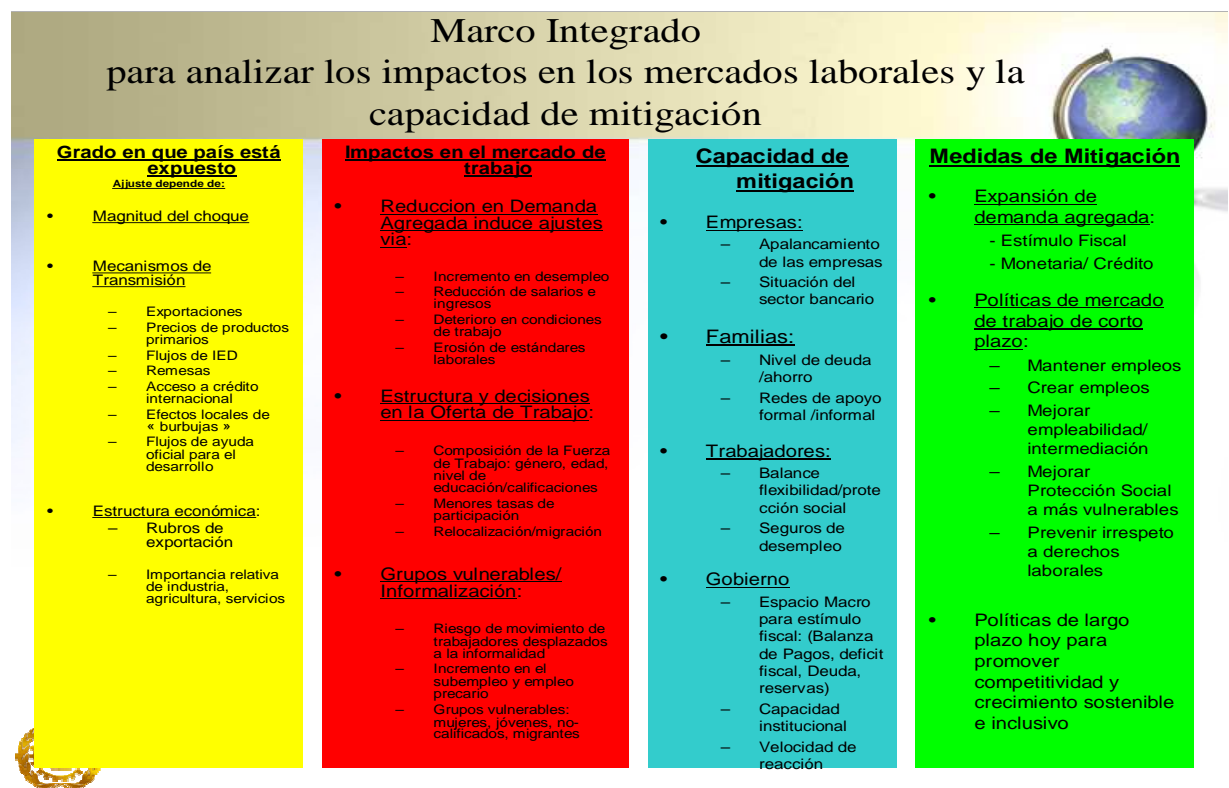 Marco Integrado
para analizar los impactos en los mercados laborales y la
capacidad de mitigación
Grado en que país está
expuesto
Ajjuste depende de:
• Magnitud del choque
• Mecanismos de
Transmisión
– Exportaciones
– Precios de productos
primarios
– Flujos de IED
– Remesas
– Acceso a crédito
internacional
– Efectos locales de
« burbujas »
– Flujos de ayuda
oficial para el
desarrollo
• Estructura económica:
– Rubros de
exportación
– Importancia relativa
de industria,
agricultura, servicios
Impactos en el mercado de
trabajo
• Reduccion en Demanda
Agregada induce ajustes
via:
– Incremento en desempleo
– Reducción de salarios e
ingresos
– Deterioro en condiciones
de trabajo
– Erosión de estándares
laborales
• Estructura y decisiones
en la Oferta de Trabajo:
– Composición de la Fuerza
de Trabajo: género, edad,
nivel de
educación/calificaciones
– Menores tasas de
participación
– Relocalización/migración
• Grupos vulnerables/
Informalización:
– Riesgo de movimiento de
trabajadores desplazados
a la informalidad
– Incremento en el
subempleo y empleo
precario
– Grupos vulnerables:
mujeres, jóvenes, no-
calificados, migrantes
Capacidad de
mitigación
• Empresas:
– Apalancamiento
de las empresas
– Situación del
sector bancario
• Familias:
– Nivel de deuda
/ahorro
– Redes de apoyo
formal /informal
• Trabajadores:
– Balance
flexibilidad/prote
cción social
– Seguros de
desempleo
• Gobierno
– Espacio Macro
para estímulo
fiscal: (Balanza
de Pagos, deficit
fiscal, Deuda,
reservas)
– Capacidad
institucional
– Velocidad de
reacción
Medidas de Mitigación
• Expansión de
demanda agregada:
- Estímulo Fiscal
- Monetaria/ Crédito
• Políticas de mercado
de trabajo de corto
plazo:
– Mantener empleos
– Crear empleos
– Mejorar
empleabilidad/
intermediación
– Mejorar
Protección Social
a más vulnerables
– Prevenir irrespeto
a derechos
laborales
• Políticas de largo
plazo hoy para
promover
competitividad y
crecimiento sostenible
e inclusivo